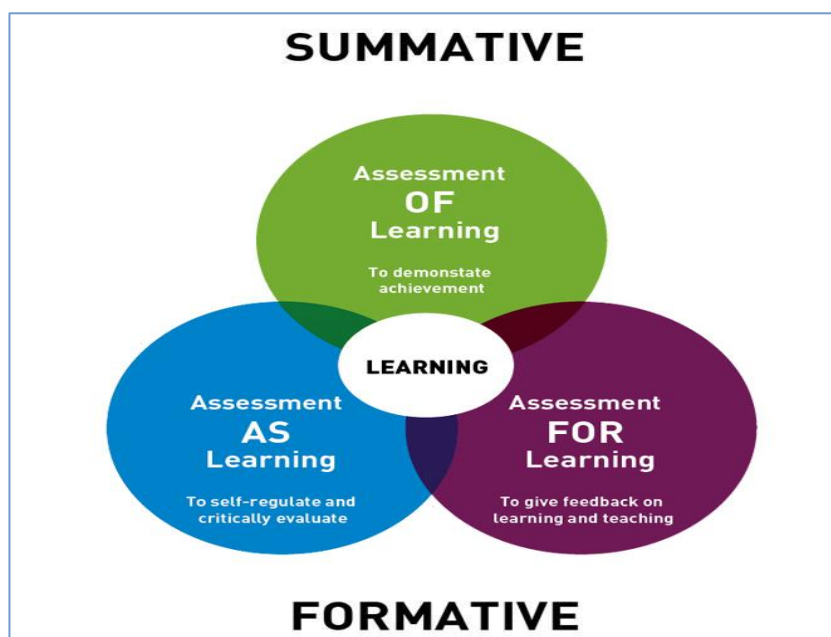 SUMMATIVE
Assessment
OF
Learning
To demonstate
achievement
LEARNING
Assessment
AS
Learning
To self-regulate and
critically evaluate
Assessment
FOR
Learning
To give feedback on
learning and teaching
FORMATIVE